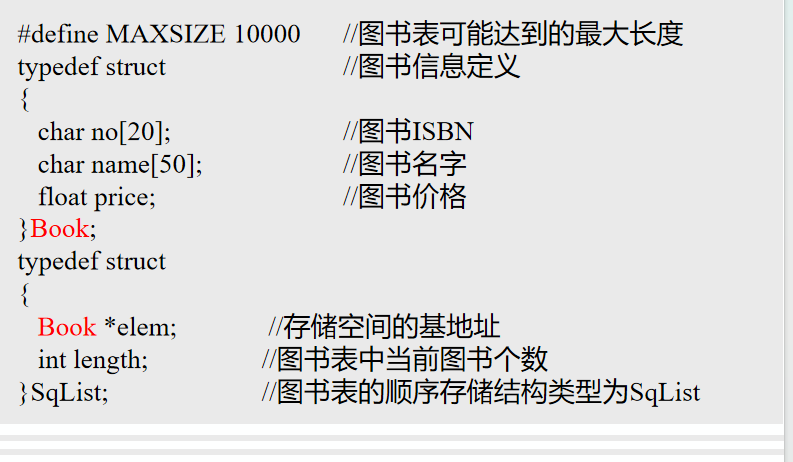 #define MAXSIZE 10000 //图书表可能达到的最大长度
typedef struct //图书信息定义
{
char no[20]; //图书ISBN
char name[50]; //图书名字
float price; //图书价格
}Book;
typedef struct
{
Book *elem; //存储空间的基地址
int length; //图书表中当前图书个数
}SqList; //图书表的顺序存储结构类型为SqList